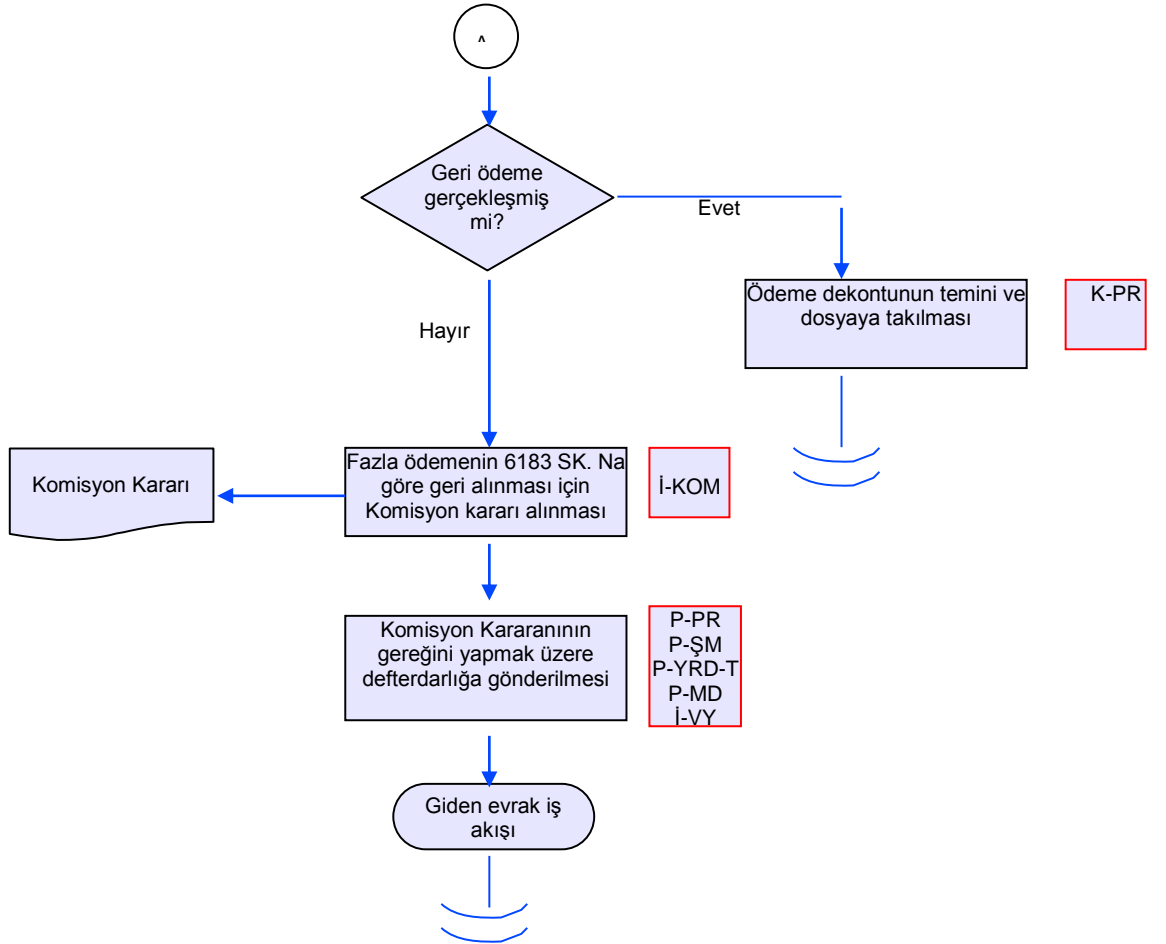 ^
Geri ödeme
gerçekleşmiş
mi?
Evet
Hayır
Ödeme dekontunun temini ve
dosyaya takılması
K-PR
Komisyon Kararı
Fazla ödemenin 6183 SK. Na
göre geri alınması için
Komisyon kararı alınması
İ-KOM
Komisyon Kararanının
gereğini yapmak üzere
defterdarlığa gönderilmesi
P-PR
P-ŞM
P-YRD-T
P-MD
İ-VY
Giden evrak iş
akışı